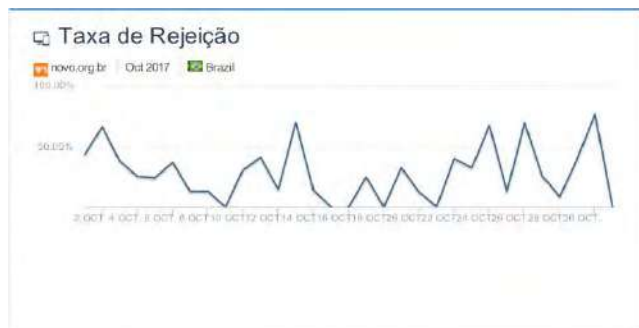 Taxa de Rejeição
novo.org.br Oct 2017 Brazil
100.00%
50.00%
2. OCT. 4. OCT. 6. OCT. 8. OCT. 10. OCT. 12. OCT. 14. OCT. 16. OCT. 18. OCT. 20. OCT. 22. OCT. 24. OCT. 26. OCT. 28. OCT. 30. OCT.